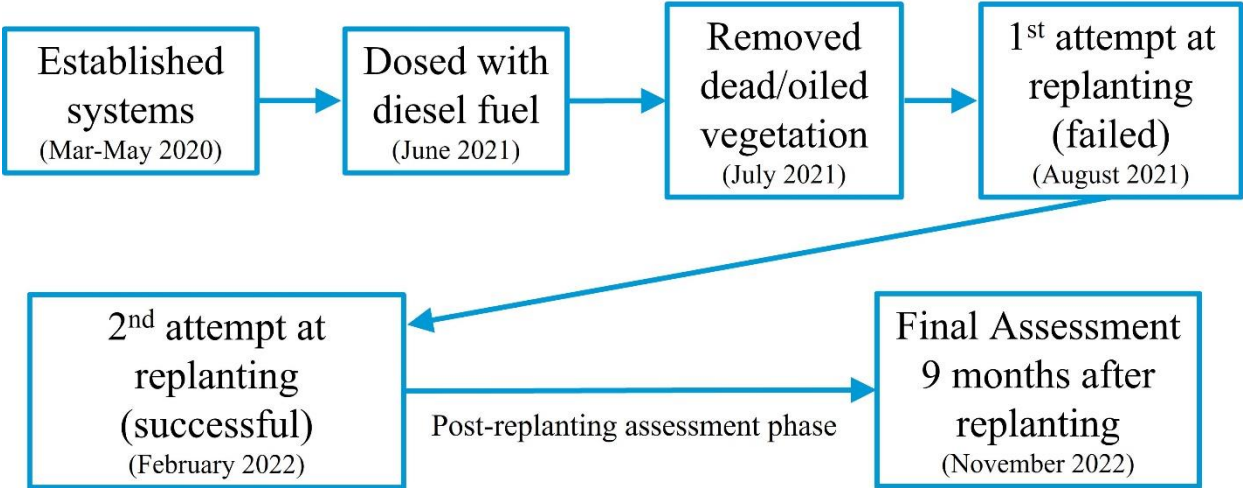 Established
systems
(Mar-May 2020)
Dosed with
diesel fuel
(June 2021)
Removed
dead/oiled
vegetation
(July 2021)
1st attempt at
replanting
(failed)
(August 2021)
2nd attempt at
replanting
(successful)
(February 2022)
Post-replanting assessment phase
Final Assessment
9 months after
replanting
(November 2022)